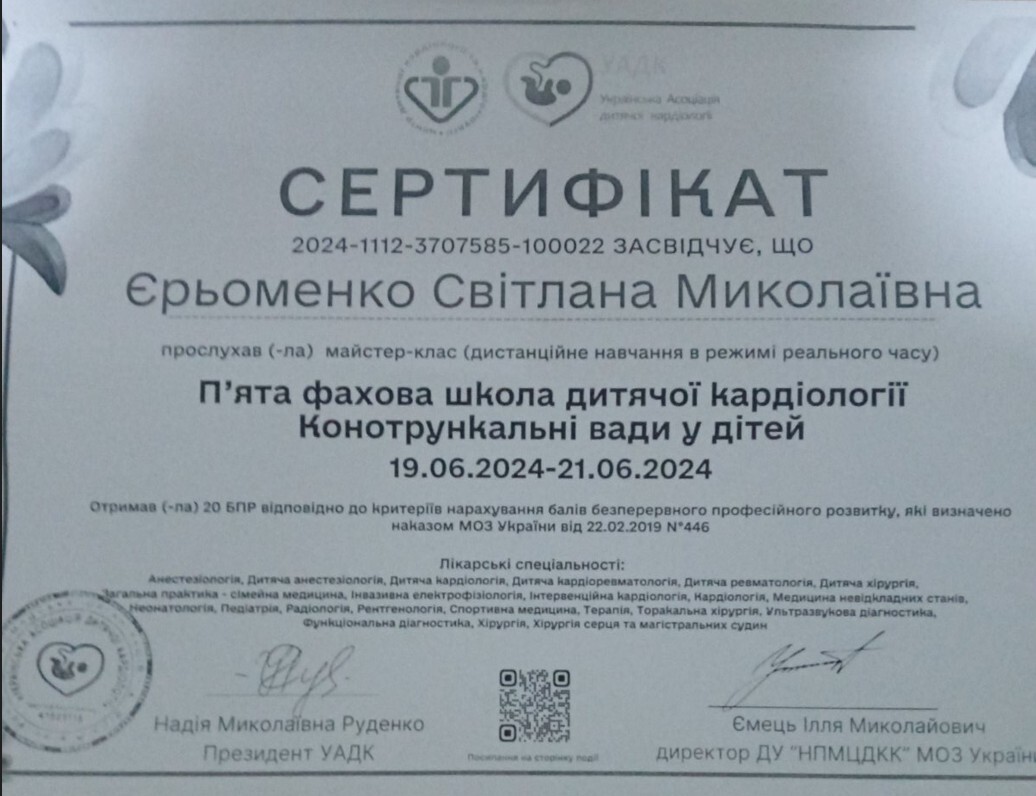 УАДК
Українська Асоціація
дитячої кардіології
СЕРТИФІКАТ
2024-1112-3707585-100022 ЗАСВІДЧУЄ, ЩО
Єрьоменко Світлана Миколаївна
прослухав (-ла) майстер-клас (дистанційне навчання в режимі реального часу)
П’ята фахова школа дитячої кардіології
Конотрункальні вади у дітей
19.06.2024-21.06.2024
Отримав (-ла) 20 БПР відповідно до критеріїв нарахування балів безперервного професійного розвитку, які визначено
наказом МОЗ України від 22.02.2019 N°446
Лікарські спеціальності:
Анестезіологія, Дитяча анестезіологія, Дитяча кардіологія, Дитяча кардіоревматологія, Дитяча ревматологія, Дитяча хірургія,
Загальна практика - сімейна медицина, Інвазивна електрофізіологія, Інтервенційна кардіологія, Кардіологія, Медицина невідкладних станів,
Неонатологія, Педіатрія, Радіологія, Рентгенологія, Спортивна медицина, Терапія, Торакальна хірургія, Ультразвукова діагностика,
Функціональна діагностика, Хірургія, Хірургія серця та магістральних судин
Надія Миколаївна Руденко
Президент УАДК
Посилання на сторінку події
Ємець Ілля Миколайович
директор ДУ "НПМЦДКК" МОЗ України